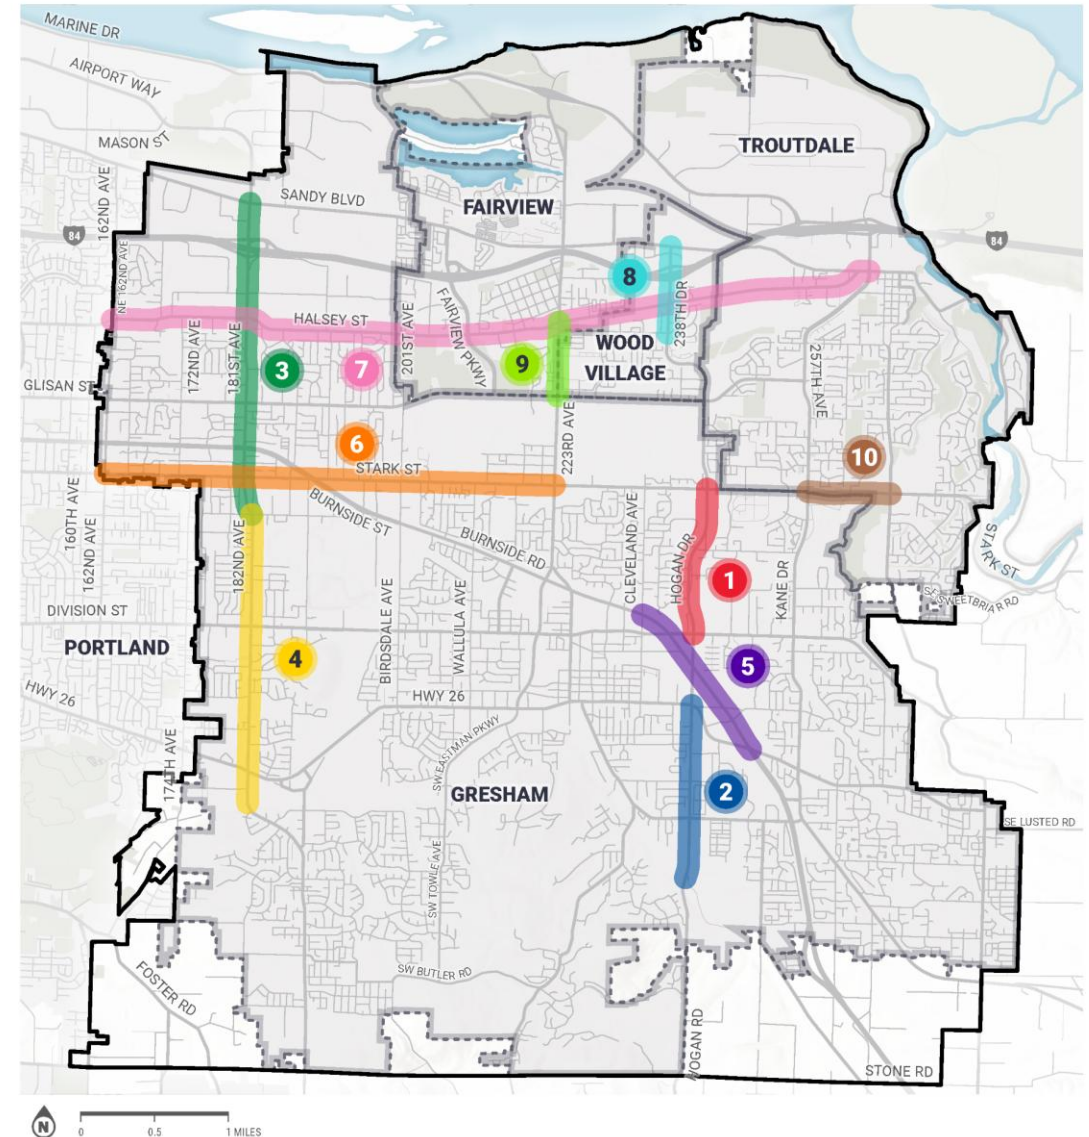 MARINE DR
AIRPORT WAY
MASON ST
162ND AVE
SANDY BLVD
FAIRVIEW
TROUTDALE
84
84
NE 162ND AVE
8
238TH DR
HALSEY ST
FAIRVIEW PKWY
201ST AVE
172ND AVE
181ST AVE
WOOD
VILLAGE
257TH AVE
3
7
9
GLISAN ST
223RD AVE
6
STARK ST
10
160TH AVE
162ND AVE
182ND AVE
BURNSIDE ST
BURNSIDE RD
CLEVELAND AVE
HOGAN DR
KANE DR
1
STARK ST
SE SWEETBRIAR RD
DIVISION ST
PORTLAND
BIRDSDALE AVE
WALLULA AVE
4
5
HWY 26
HWY 26
174TH AVE
SW EASTMAN PKWY
GRESHAM
2
SE LUSTED RD
SW TOWLE AVE
SW BUTLER RD
FOSTER RD
HOGAN RD
STONE RD
N
0 0.5 1 MILES